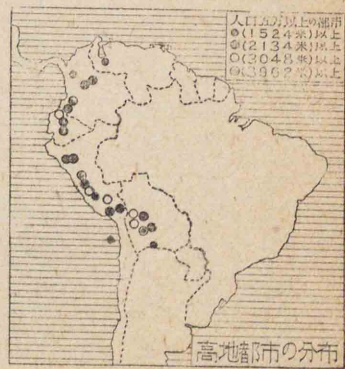 人口五万以上の都市
(1524米)以上
(2134米)以上
(3048米)以上
(3962米)以上
高地都市の分布